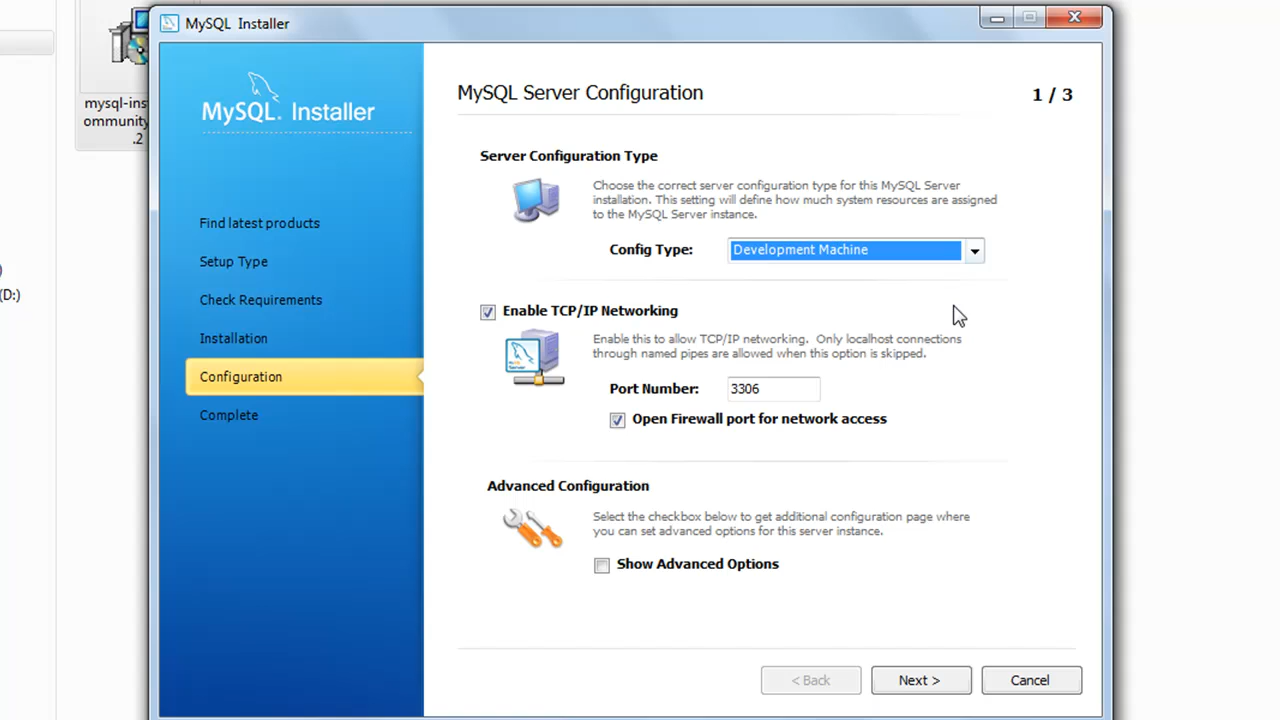 MySQL Installer
mysql-ins
ommunity
.2
(D:)
MySQL. Installer
Find latest products
Setup Type
Check Requirements
Installation
Configuration
Complete
MySQL Server Configuration
1 / 3
Server Configuration Type
Choose the correct server configuration type for this MySQL Server
installation. This setting will define how much system resources are assigned
to the MySQL Server instance.
Config Type: Development Machine
Enable TCP/IP Networking
Enable this to allow TCP/IP networking. Only localhost connections
through named pipes are allowed when this option is skipped.
Port Number: 3306
Open Firewall port for network access
Advanced Configuration
Select the checkbox below to get additional configuration page where
you can set advanced options for this server instance.
Show Advanced Options
< Back
Next >
Cancel